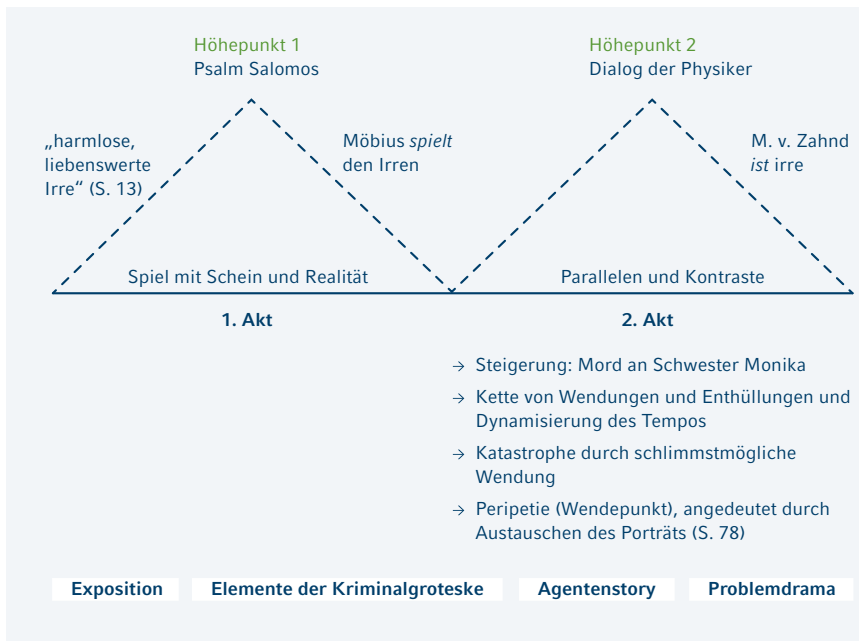 Höhepunkt 1
Psalm Salomos
Höhepunkt 2
Dialog der Physiker
„harmlose,
liebenswerte
Irre“ (S. 13)
Möbius spielt
den Irren
M. v. Zahnd
ist irre
Spiel mit Schein und Realität
Parallelen und Kontraste
1. Akt
2. Akt
→ Steigerung: Mord an Schwester Monika
→ Kette von Wendungen und Enthüllungen und
Dynamisierung des Tempos
→ Katastrophe durch schlimmstmögliche
Wendung
→ Peripetie (Wendepunkt), angedeutet durch
Austauschen des Porträts (S. 78)
Exposition
Elemente der Kriminalgroteske
Agentenstory
Problemdrama